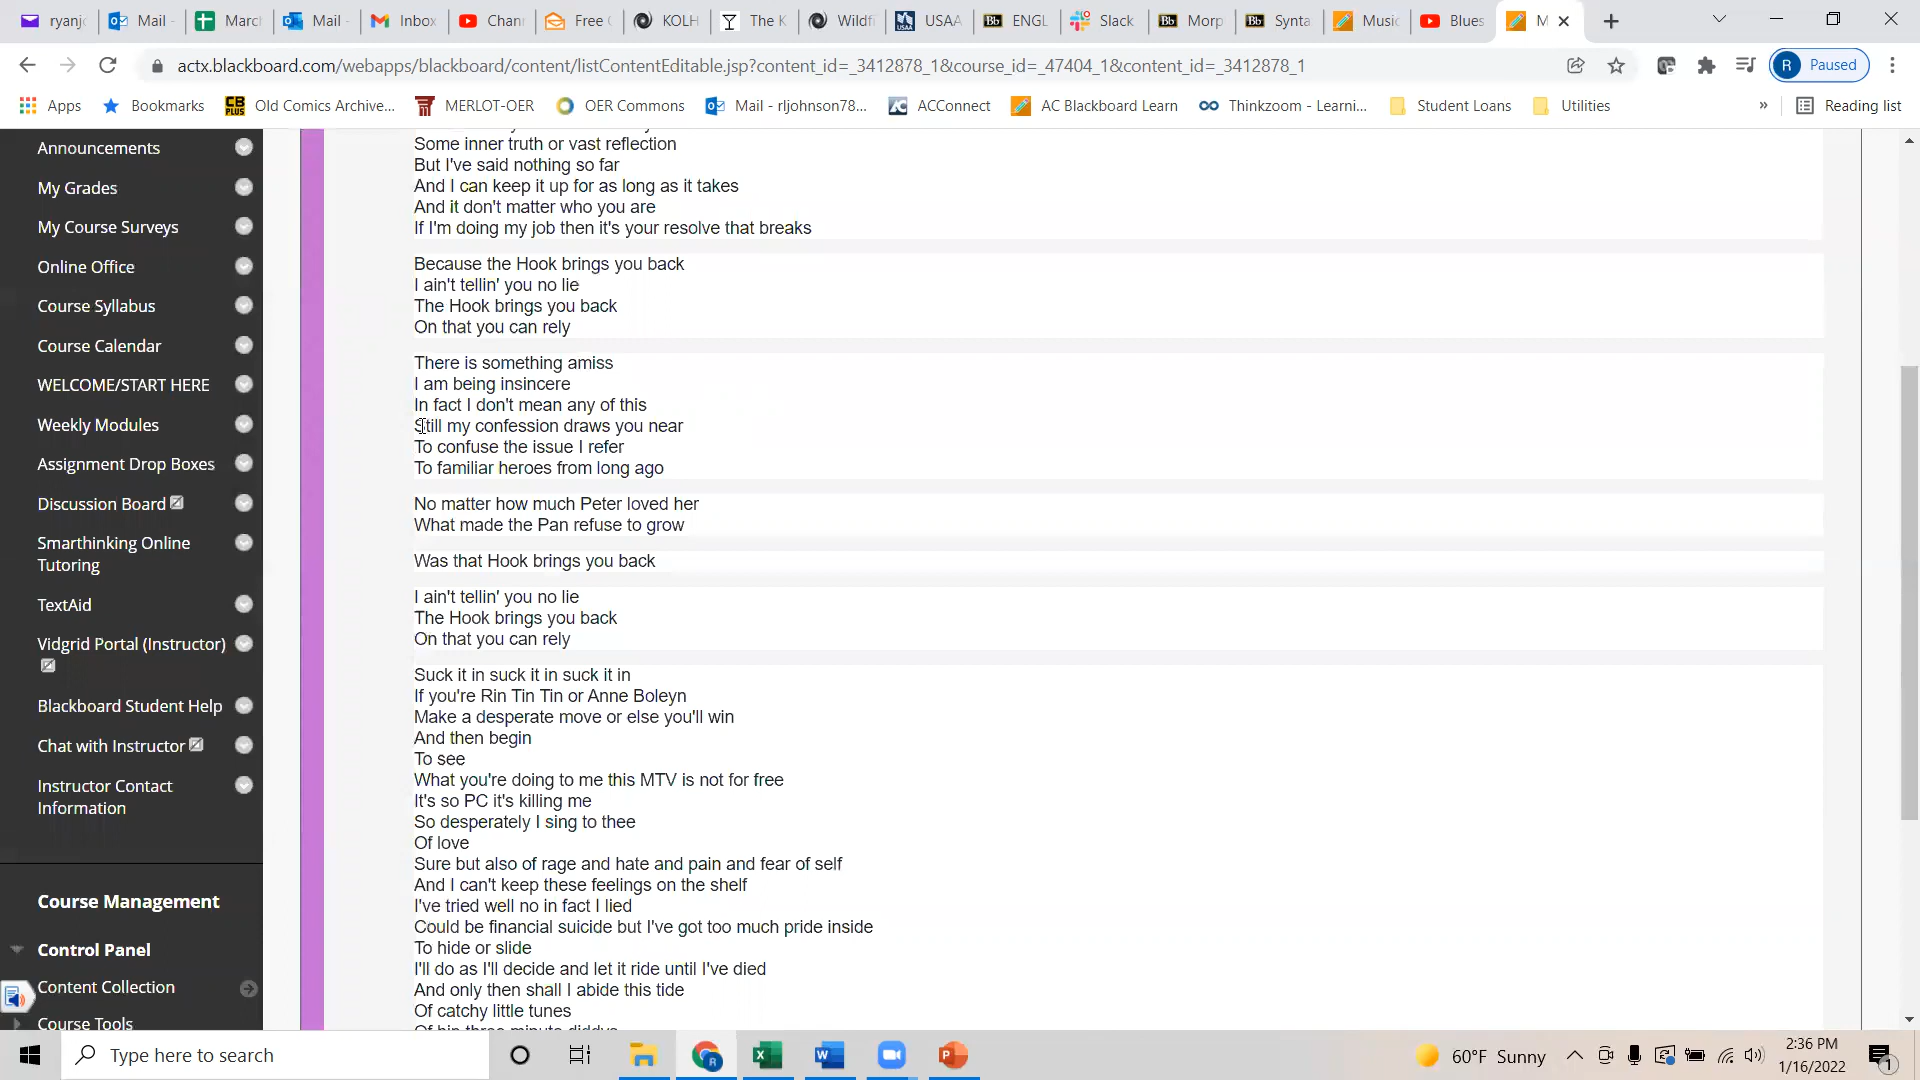 ryanjo
Mail -
March
Mail -
Inbox
Chan
Free
KOLH
The K
Wildfi
USAA
ENGL
Slack
Morp
Synta
Music
Blues
M
actx.blackboard.com/webapps/blackboard/content/listContentEditable.jsp?content_id=_3412878_1&course_id=_47404_1&content_id=_3412878_1
R Paused
Apps
Bookmarks
Old Comics Archive...
MERLOT-OER
OER Commons
Mail - rljohnson78...
ACConnect
AC Blackboard Learn
Thinkzoom - Learni...
Student Loans
Utilities
»
Reading list
Announcements
My Grades
My Course Surveys
Online Office
Course Syllabus
Course Calendar
WELCOME/START HERE
Weekly Modules
Assignment Drop Boxes
Discussion Board
Smarthinking Online
Tutoring
TextAid
Vidgrid Portal (Instructor)
Blackboard Student Help
Chat with Instructor
Instructor Contact
Information
Course Management
Control Panel
Content Collection
Course Tools
Some inner truth or vast reflection
But I've said nothing so far
And I can keep it up for as long as it takes
And it don't matter who you are
If I'm doing my job then it's your resolve that breaks
Because the Hook brings you back
I ain't tellin' you no lie
The Hook brings you back
On that you can rely
There is something amiss
I am being insincere
In fact I don't mean any of this
Still my confession draws you near
To confuse the issue I refer
To familiar heroes from long ago
No matter how much Peter loved her
What made the Pan refuse to grow
Was that Hook brings you back
I ain't tellin' you no lie
The Hook brings you back
On that you can rely
Suck it in suck it in suck it in
If you're Rin Tin Tin or Anne Boleyn
Make a desperate move or else you'll win
And then begin
To see
What you're doing to me this MTV is not for free
It's so PC it's killing me
So desperately I sing to thee
Of love
Sure but also of rage and hate and pain and fear of self
And I can't keep these feelings on the shelf
I've tried well no in fact I lied
Could be financial suicide but I've got too much pride inside
To hide or slide
I'll do as I'll decide and let it ride until I've died
And only then shall I abide this tide
Of catchy little tunes
Type here to search
60°F Sunny
2:36 PM
1/16/2022
1